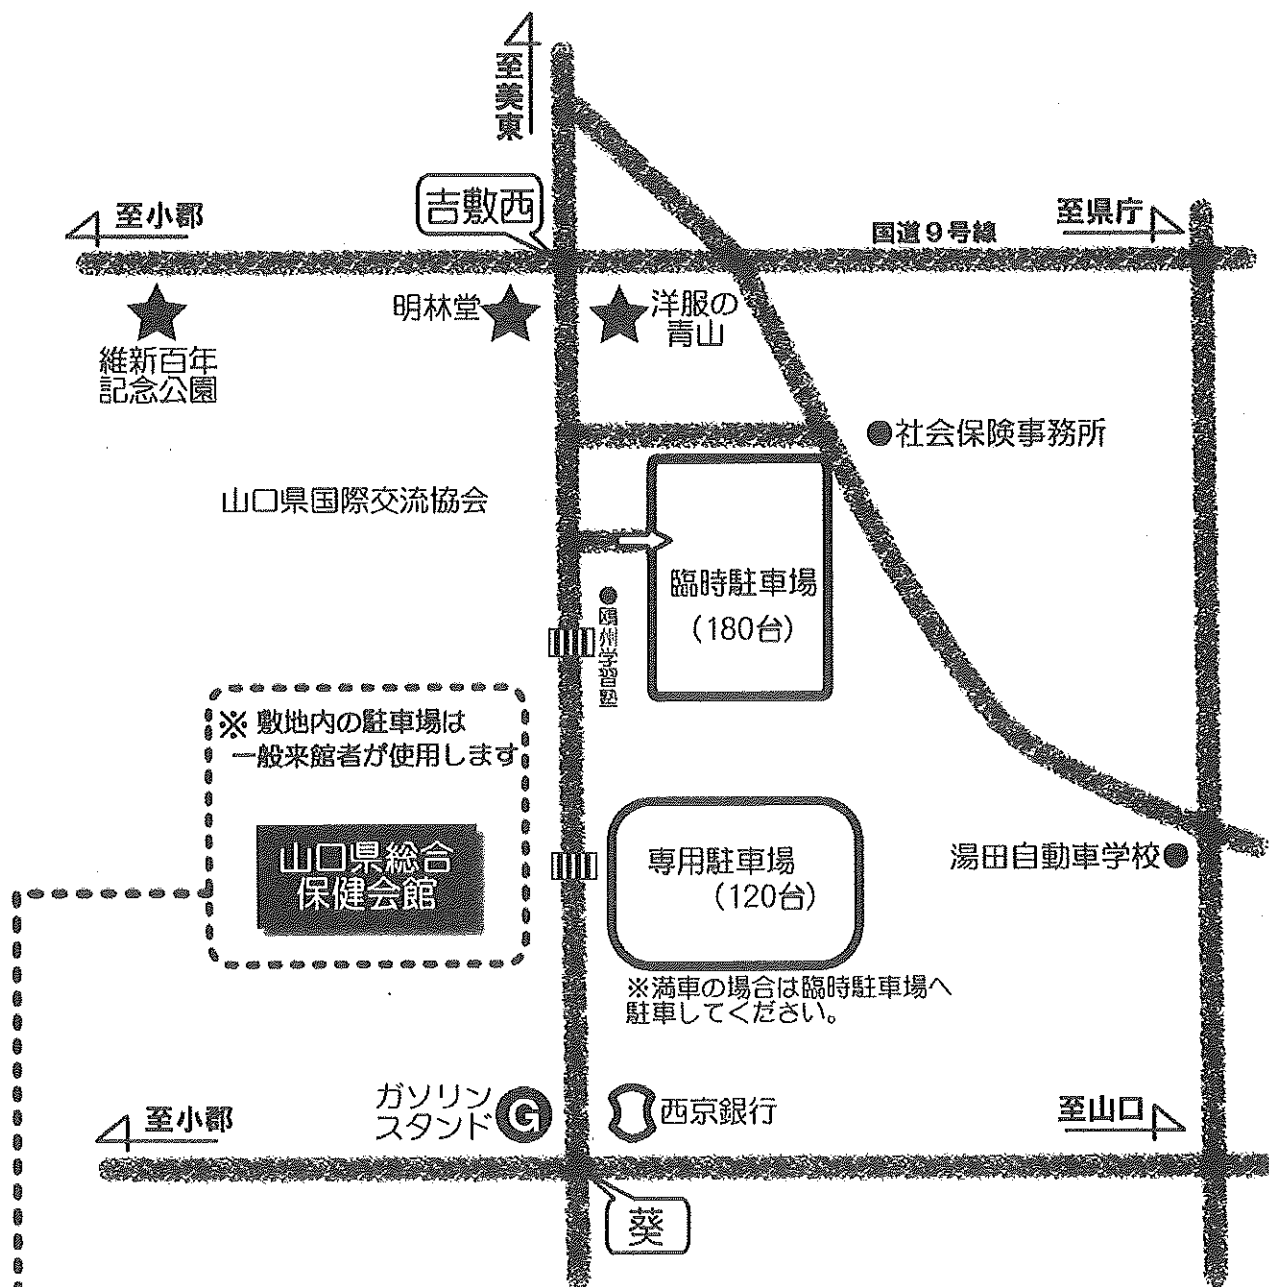 至美東
吉敷西
至小郡
国道9号線
至県庁
明林堂
洋服の
青山
維新百年
記念公園
●社会保険事務所
山口県国際交流協会
臨時駐車場
(180台)
●鴎州学習塾
※ 敷地内の駐車場は
一般来館者が使用します
山口県総合
保健会館
専用駐車場
(120台)
湯田自動車学校●
※満車の場合は臨時駐車場へ
駐車してください。
ガソリン
スタンド
G
西京銀行
至小郡
至山口
葵